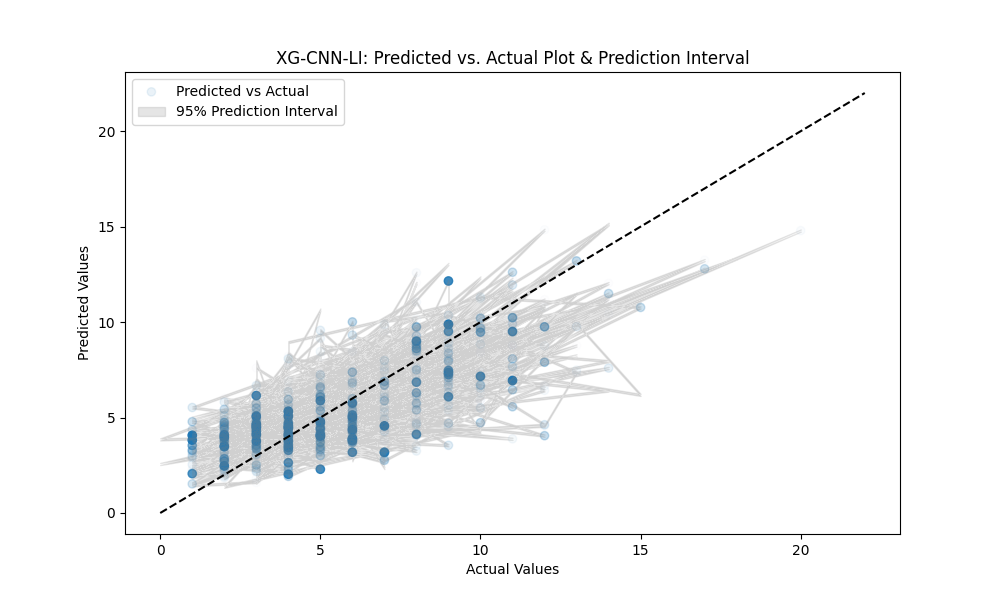 XG-CNN-LI: Predicted vs. Actual Plot & Prediction Interval
Predicted vs Actual
95% Prediction Interval
Predicted Values
20
15
10
5
0
0 5 10 15 20
Actual Values